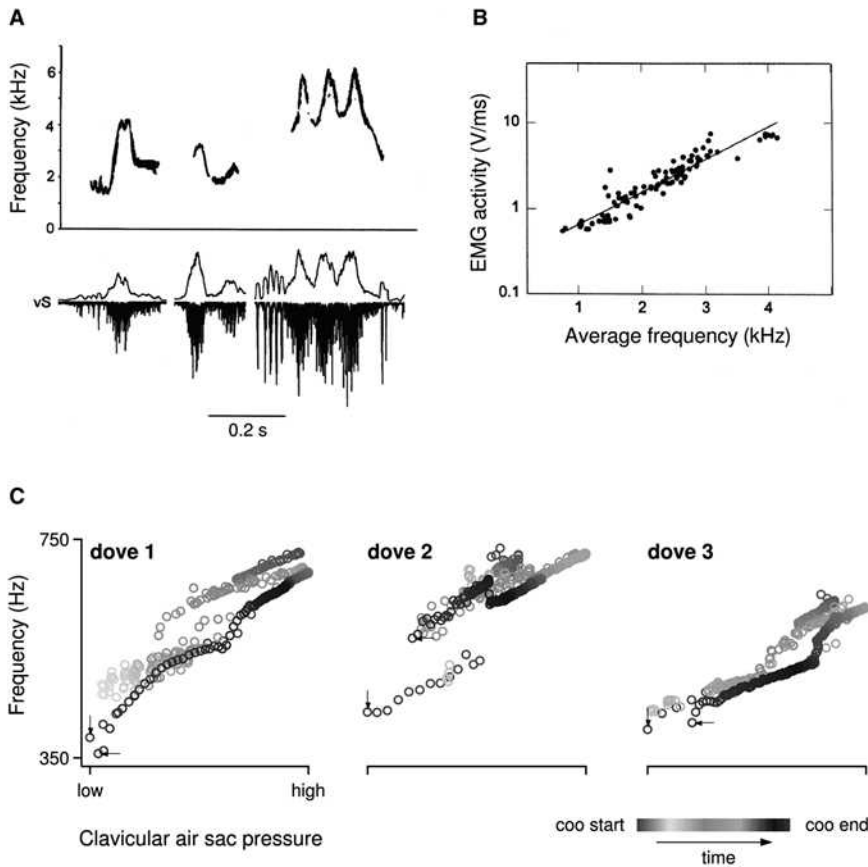 A
Frequency (kHz)
6
4
2
0
vS
0.2 s
B
EMG activity (V/ms)
10
1
0.1
1 2 3 4
Average frequency (kHz)
C
Frequency (Hz)
750
350
dove 1
dove 2
dove 3
low high
Clavicular air sac pressure
coo start coo end
time